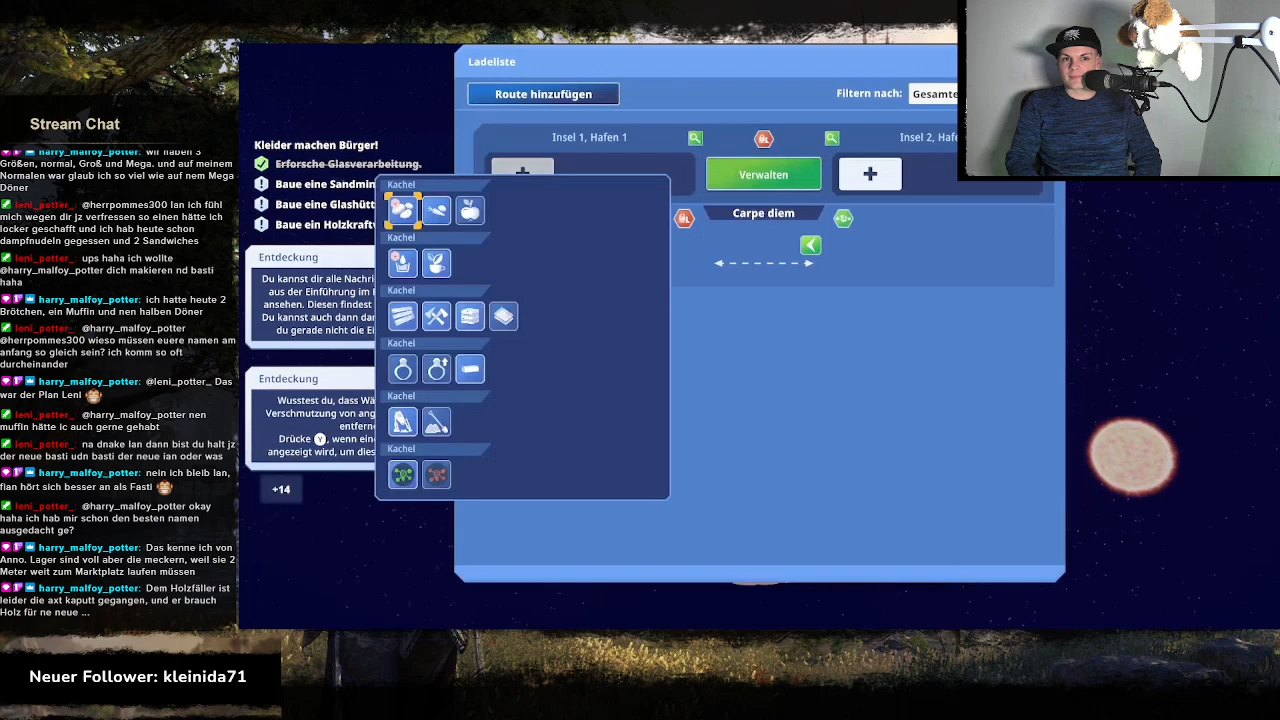 Stream Chat
harry_malfoy_potter: wir haben 3
Größen, normal, Groß und Mega. und auf meinem
Normalen war glaub ich so viel wie auf nem Mega
Döner
leni_potter_: @herrpommes300 Ian ich fühl
mich wegen dir jz verfressen so einen hätte ich
locker geschafft und ich hab heute schon
dampfnudeln gegessen und 2 Sandwiches
leni_potter_: ups haha ich wollte
@harry_malfoy_potter dich makieren nd basti
haha
harry_malfoy_potter: ich hatte heute 2
Brötchen, ein Muffin und nen halben Döner
leni_potter_: @harry_malfoy_potter
@herrpommes300 wieso müssen euere namen am
anfang so gleich sein? ich komm so oft
durcheinander
harry_malfoy_potter: @leni_potter_ Das
war der Plan Leni
leni_potter_: @harry_malfoy_potter nen
muffin hätte ic auch gerne gehabt
leni_potter_: na dnake Ian dann bist du halt jz
der neue basti udn basti der neue ian oder was
harry_malfoy_potter: nein ich bleib Ian,
flan hört sich besser an als Fasti
leni_potter_: @harry_malfoy_potter okay
haha ich hab mir schon den besten namen
ausgedacht ge?
harry_malfoy_potter: Das kenne ich von
Anno. Lager sind voll aber die meckern, weil sie 2
Meter weit zum Marktplatz laufen müssen
harry_malfoy_potter: Dem Holzfäller ist
leider die axt kaputt gegangen, und er brauch
Holz für ne neue ...
Neuer Follower: kleinida71
Kleider machen Bürger!
Erforsche Glasverarbeitung.
Baue eine Sandmin
Baue eine Glashütt
Baue ein Holzkraftv
Entdeckung
Du kannst dir alle Nachri
aus der Einführung im
ansehen. Diesen findest
Du kannst auch dann dar
du gerade nicht die Ei
Entdeckung
Wusstest du, dass Wä
Verschmutzung von ang
entferne
Drücke Y, wenn eine
angezeigt wird, um dies
+14
Ladeliste
Route hinzufügen
Filtern nach:
Gesamte
Insel 1, Hafen 1
Insel 2, Hafen
Verwalten
Carpe diem
Kachel
Kachel
Kachel
Kachel
Kachel
Kachel